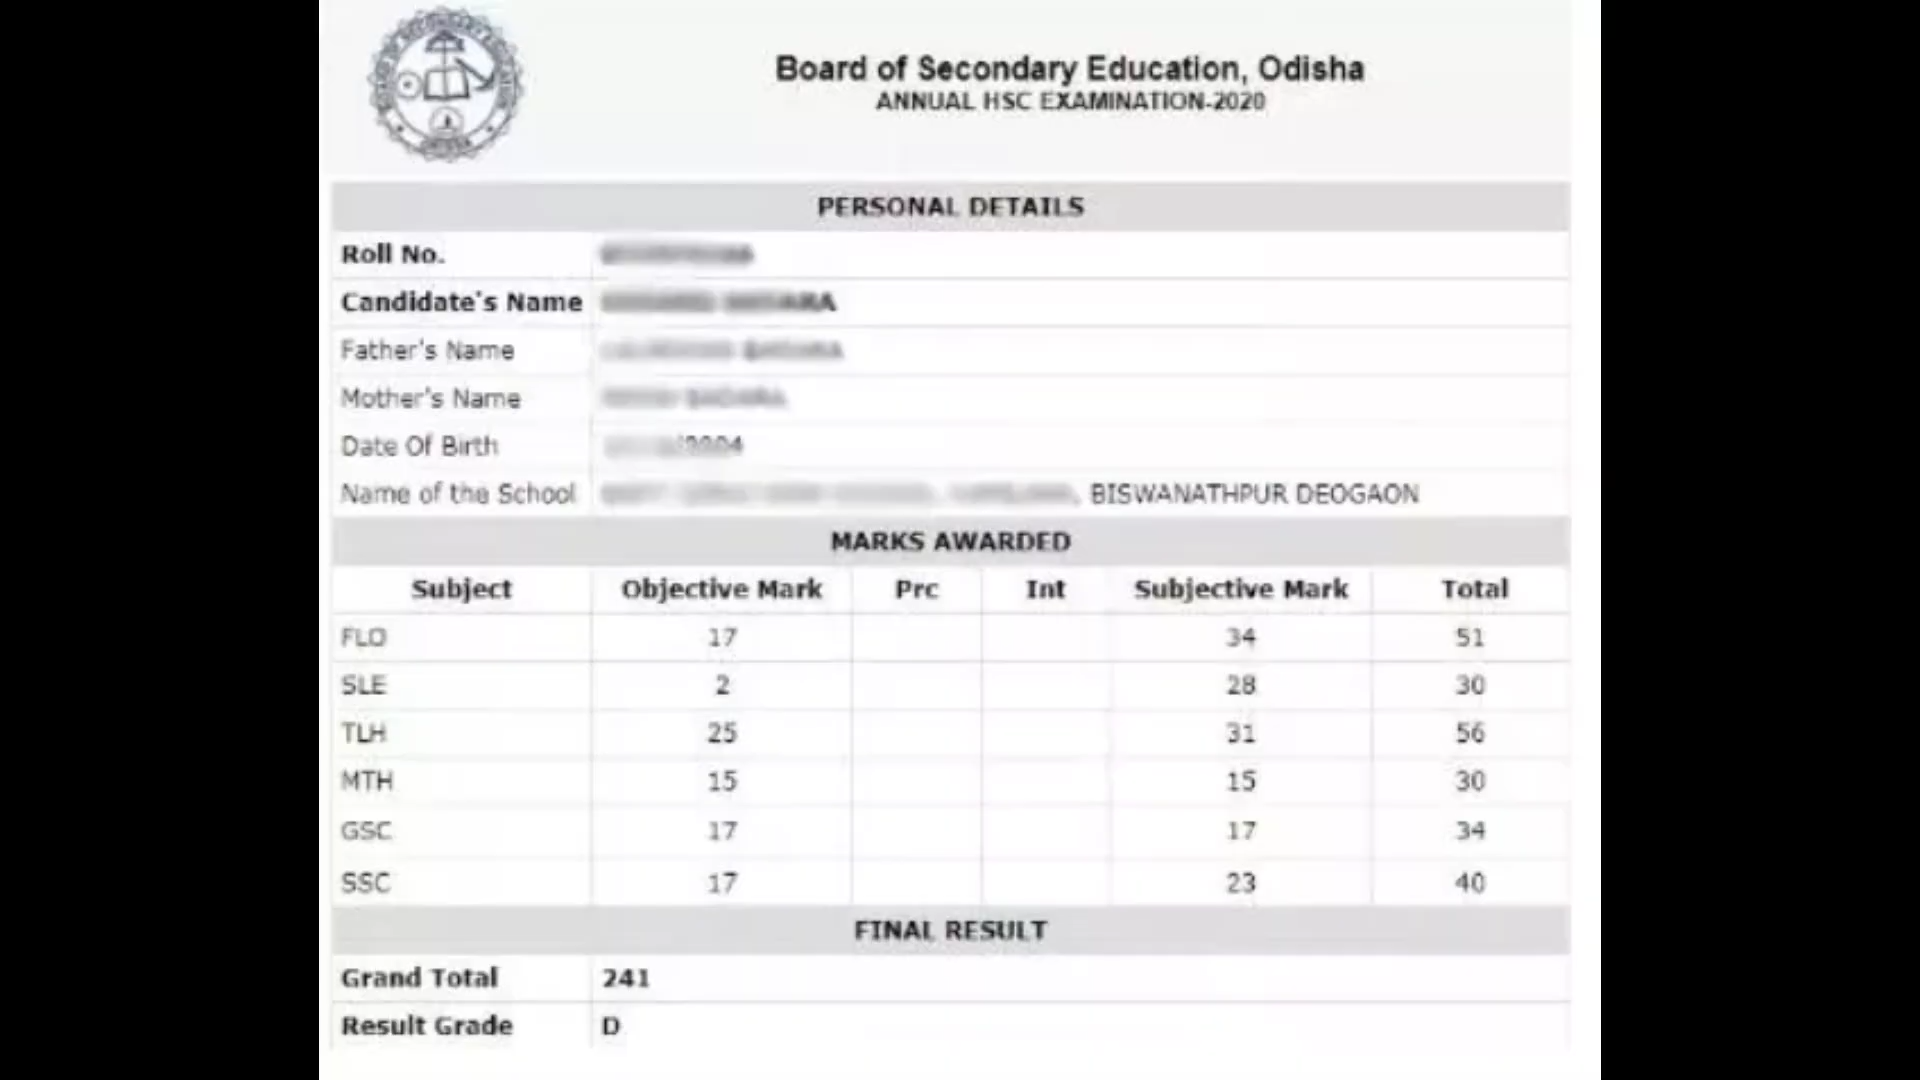 Board of Secondary Education, Odisha
ANNUAL HSC EXAMINATION-2020
PERSONAL DETAILS
Roll No.
Candidate's Name
Father's Name
Mother's Name
Date Of Birth /2004
Name of the School , BISWANATHPUR DEOGAON
MARKS AWARDED
Subject Objective Mark Prc Int Subjective Mark Total
FLO 17 34 51
SLE 2 28 30
TLH 25 31 56
MTH 15 15 30
GSC 17 17 34
SSC 17 23 40
FINAL RESULT
Grand Total 241
Result Grade D